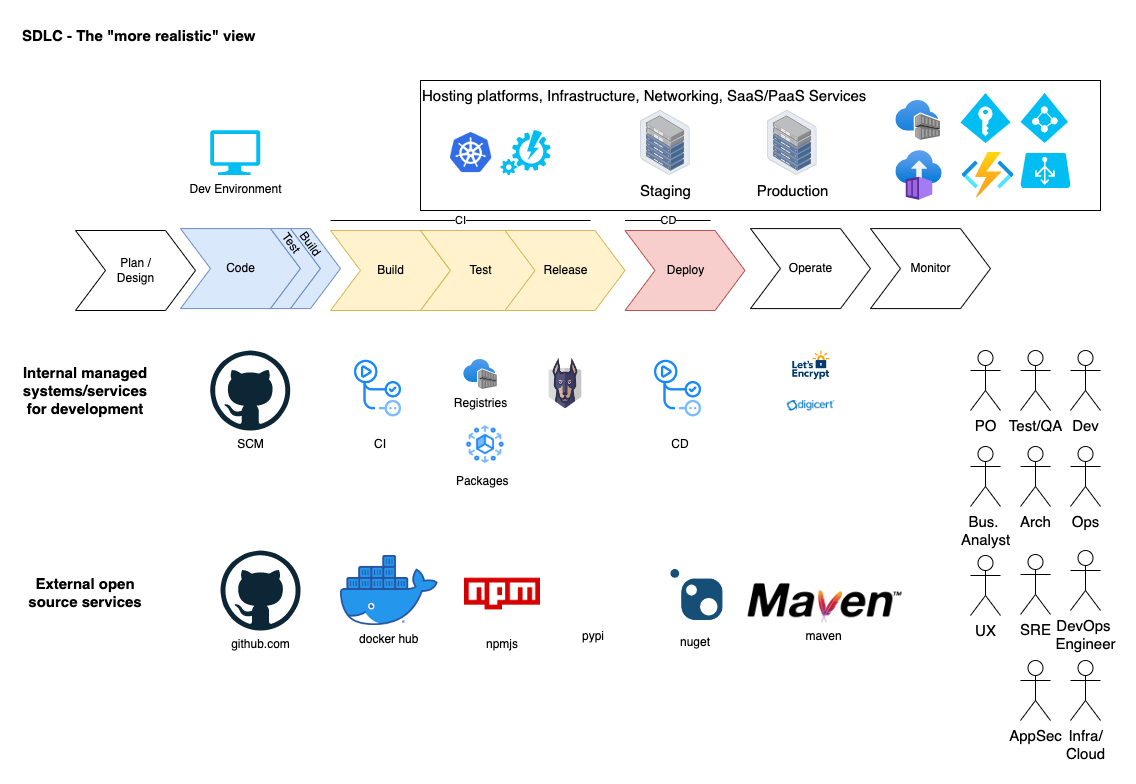 SDLC - The "more realistic" view
Hosting platforms, Infrastructure, Networking, SaaS/PaaS Services
Dev Environment
Staging
Production
CI
CD
Plan /
Design
Code
Test
Build
Build
Test
Release
Deploy
Operate
Monitor
Internal managed
systems/services
for development
SCM
CI
Registries
Packages
CD
Let's
Encrypt
digicert
External open
source services
github.com
docker hub
npm
npmjs
pypi
nuget
Maven™
maven
PO
Test/QA
Dev
Bus.
Analyst
Arch
Ops
UX
SRE
DevOps
Engineer
AppSec
Infra/
Cloud